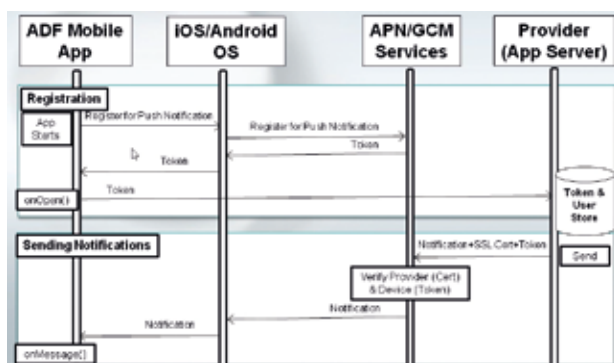 ADF Mobile
App
iOS/Android
OS
APN/GCM
Services
Provider
(App Server)
Registration
App
Starts
Register for Push Notification
Register for Push Notification
Token
Token
onOpen()
Token
Token &
User
Store
Sending Notifications
Notification+SSL Cert+Token
Send
Verify Provider (Cert)
& Device (Token)
Notification
Notification
onMessage()